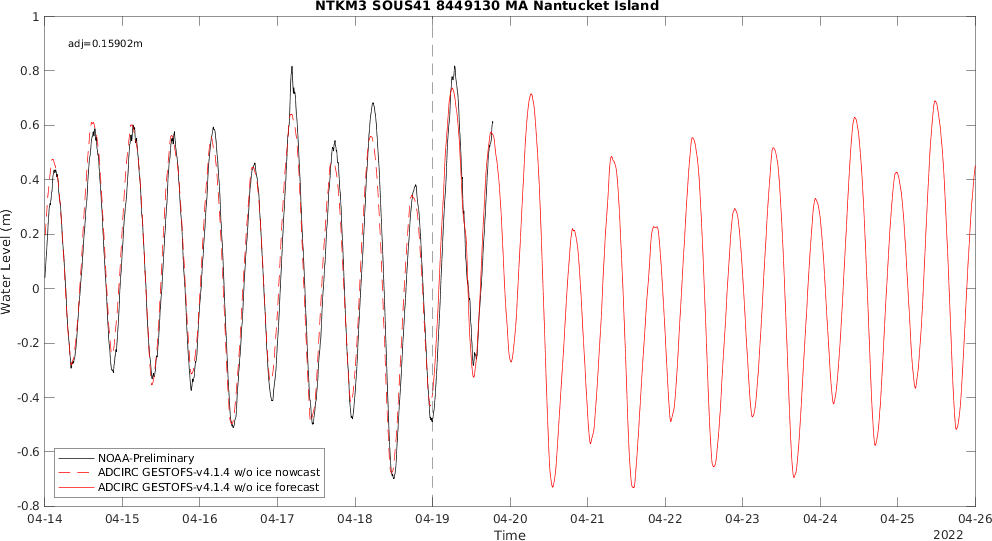 NTKM3 SOUS41 8449130 MA Nantucket Island
1
adj=0.15902m
0.8
0.6
0.4
0.2
0
-0.2
-0.4
-0.6
-0.8
Water Level (m)
NOAA-Preliminary
ADCIRC GESTOFS-v4.1.4 w/o ice nowcast
ADCIRC GESTOFS-v4.1.4 w/o ice forecast
04-14 04-15 04-16 04-17 04-18 04-19 04-20 04-21 04-22 04-23 04-24 04-25 04-26
Time
2022